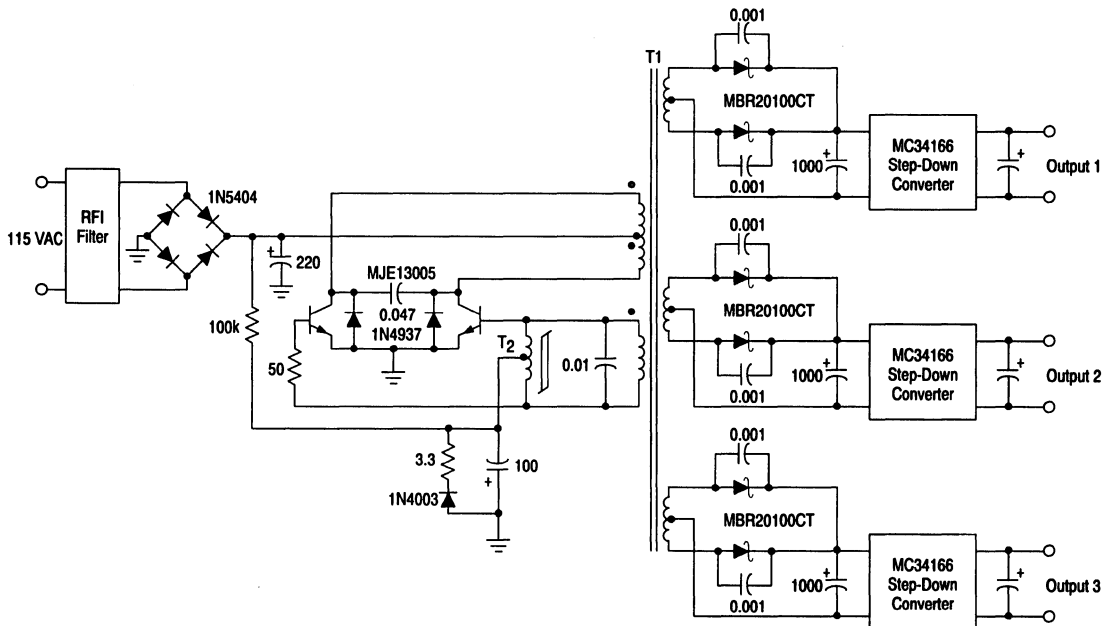 0.001
T1
MBR20100CT
MC34166
Step-Down
Converter
+
1000
+
Output 1
0.001
1N5404
RFI
Filter
115 VAC
+
220
MJE13005
0.047
1N4937
100k
50
T2
0.01
0.001
MBR20100CT
MC34166
Step-Down
Converter
+
1000
+
Output 2
0.001
3.3
100
+
1N4003
0.001
MBR20100CT
MC34166
Step-Down
Converter
+
1000
+
Output 3
0.001